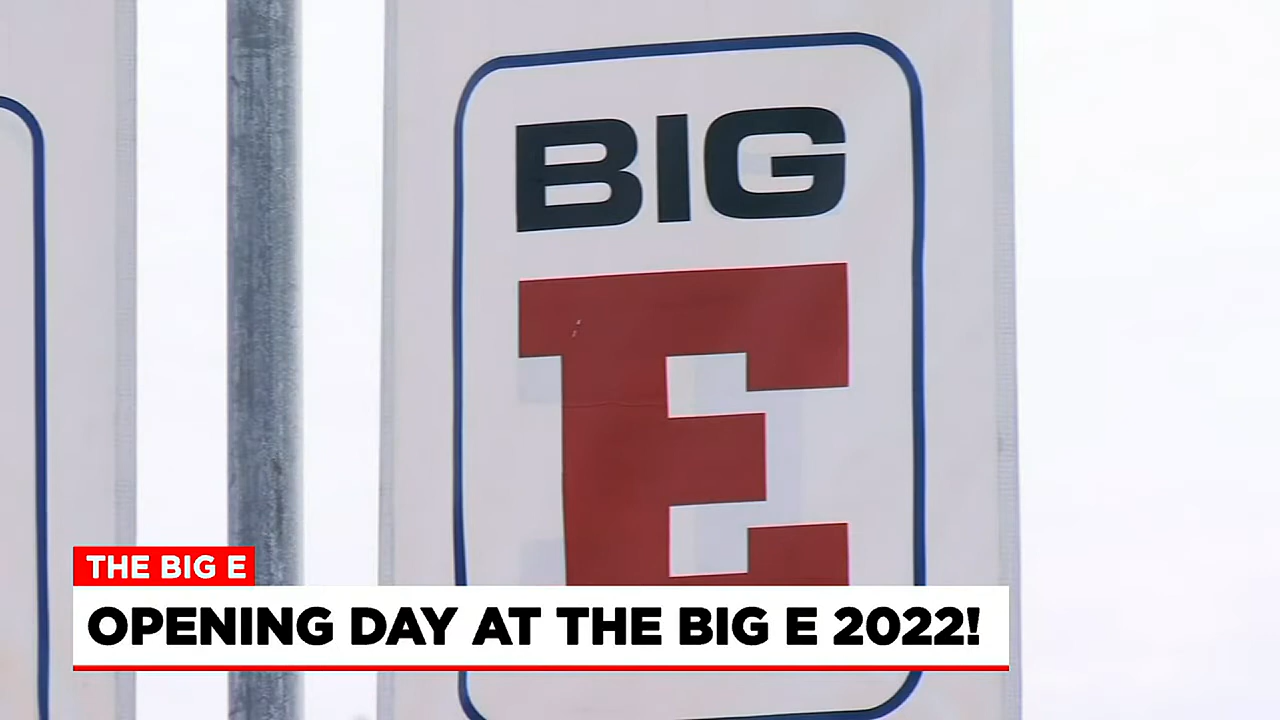 BIG
E
THE BIG E
OPENING DAY AT THE BIG E 2022!